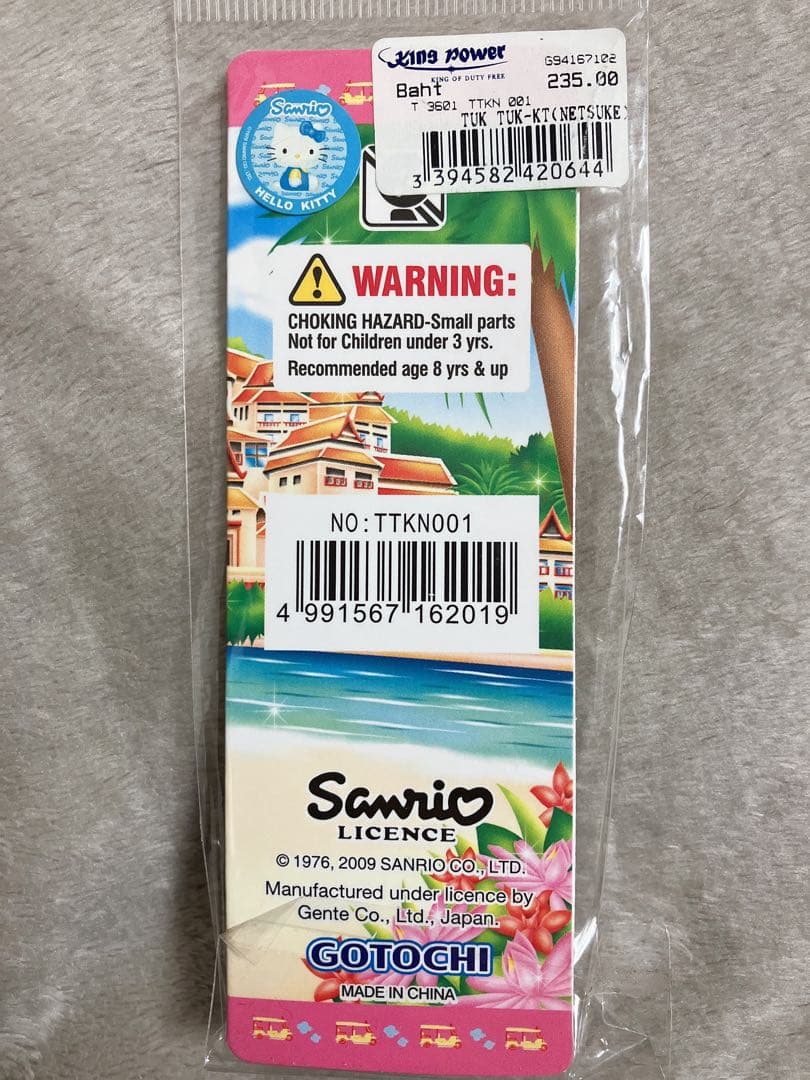 King Power
KING OF DUTY FREE
G94167102
Baht 235.00
T 3601 TTKN 001
TUK TUK-KT(NETSUKE)
3 394582 420644
Sanrio
HELLO KITTY
WARNING:
CHOKING HAZARD-Small parts
Not for Children under 3 yrs.
Recommended age 8 yrs & up
NO:TTKN001
4 991567 162019
Sanrio
LICENCE
© 1976, 2009 SANRIO CO., LTD.
Manufactured under licence by
Gente Co., Ltd., Japan.
GOTOCHI
MADE IN CHINA